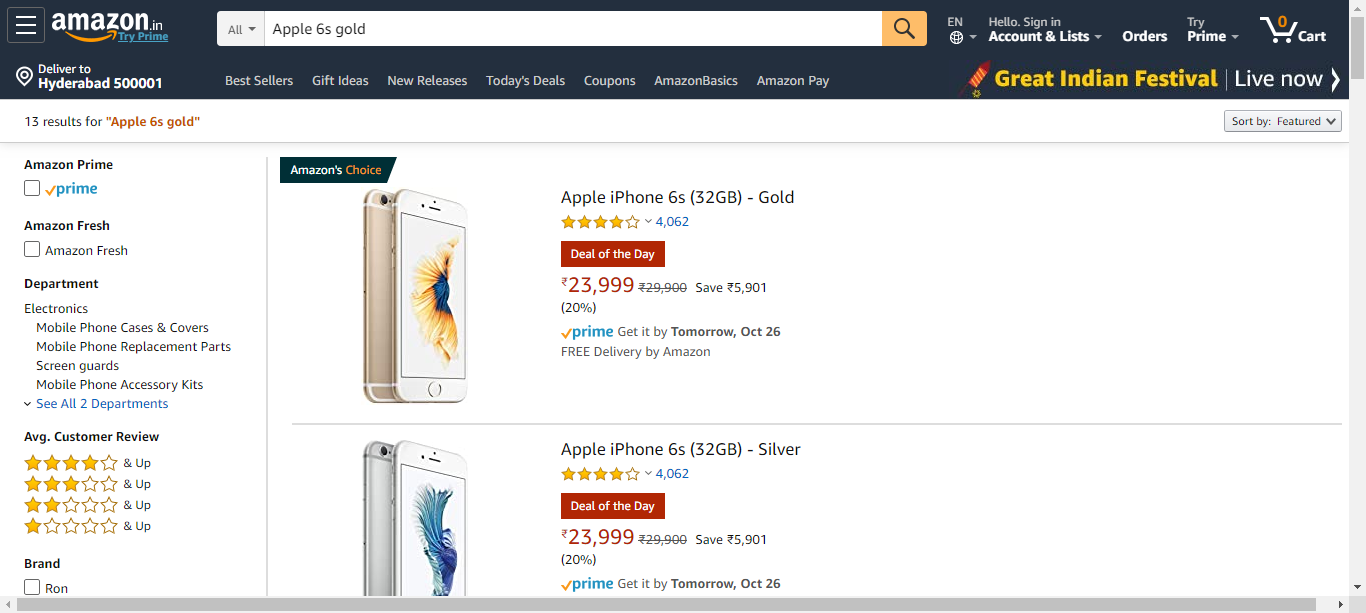 amazon.in
Try Prime
All
Apple 6s gold
EN
Hello. Sign in
Account & Lists
Orders
Try
Prime
0
Cart
Deliver to
Hyderabad 500001
Best Sellers
Gift Ideas
New Releases
Today's Deals
Coupons
AmazonBasics
Amazon Pay
Great Indian Festival | Live now
13 results for "Apple 6s gold"
Sort by: Featured
Amazon Prime
prime
Amazon Fresh
Amazon Fresh
Department
Electronics
Mobile Phone Cases & Covers
Mobile Phone Replacement Parts
Screen guards
Mobile Phone Accessory Kits
See All 2 Departments
Avg. Customer Review
& Up
& Up
& Up
& Up
Brand
Ron
Amazon's Choice
Apple iPhone 6s (32GB) - Gold
4,062
Deal of the Day
₹23,999 ₹29,900 Save ₹5,901
(20%)
prime Get it by Tomorrow, Oct 26
FREE Delivery by Amazon
Apple iPhone 6s (32GB) - Silver
4,062
Deal of the Day
₹23,999 ₹29,900 Save ₹5,901
(20%)
prime Get it by Tomorrow, Oct 26